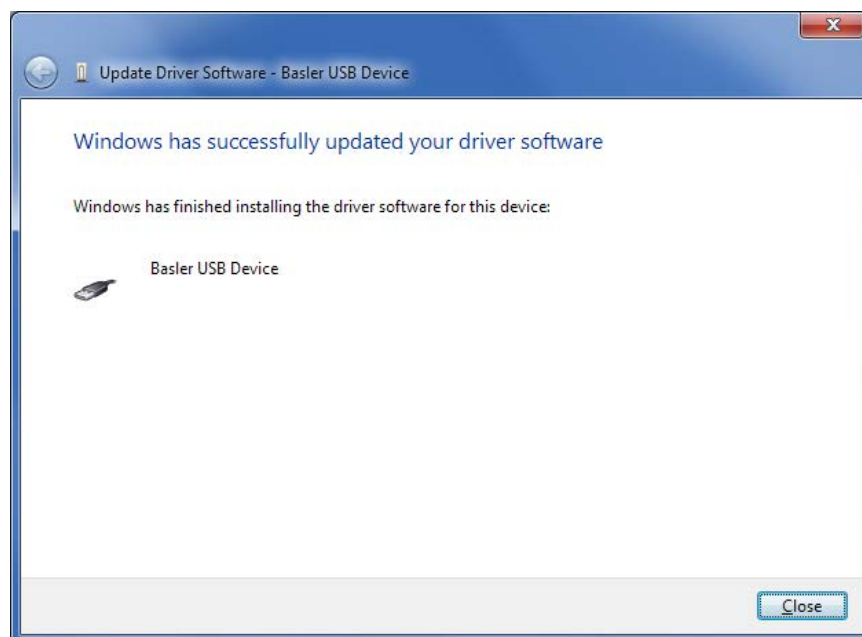 Update Driver Software - Basler USB Device
Windows has successfully updated your driver software
Windows has finished installing the driver software for this device:
Basler USB Device
Close